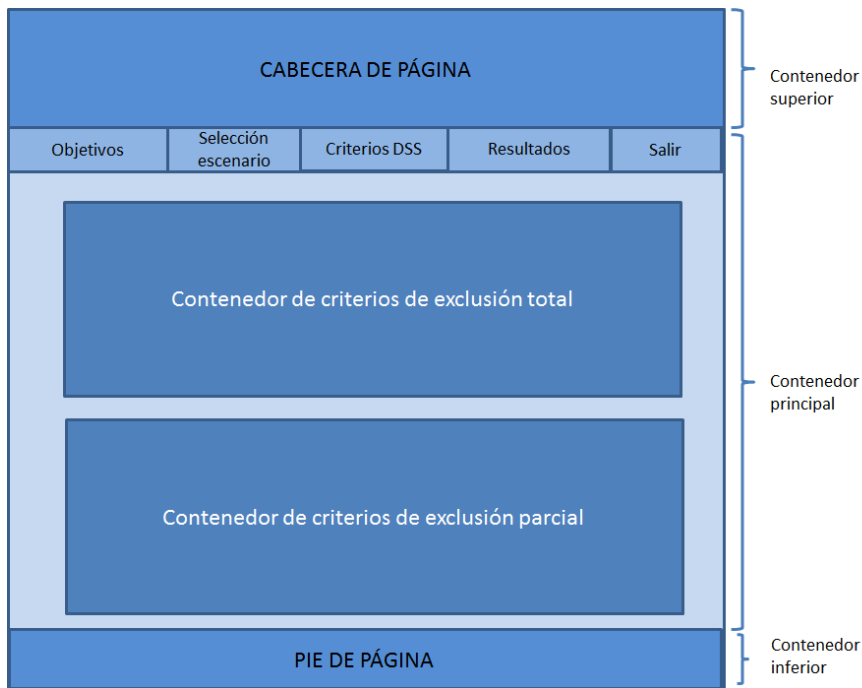 CABECERA DE PÁGINA
Contenedor
superior
Objetivos
Selección
escenario
Criterios DSS
Resultados
Salir
Contenedor de criterios de exclusión total
Contenedor
principal
Contenedor de criterios de exclusión parcial
PIE DE PÁGINA
Contenedor
inferior